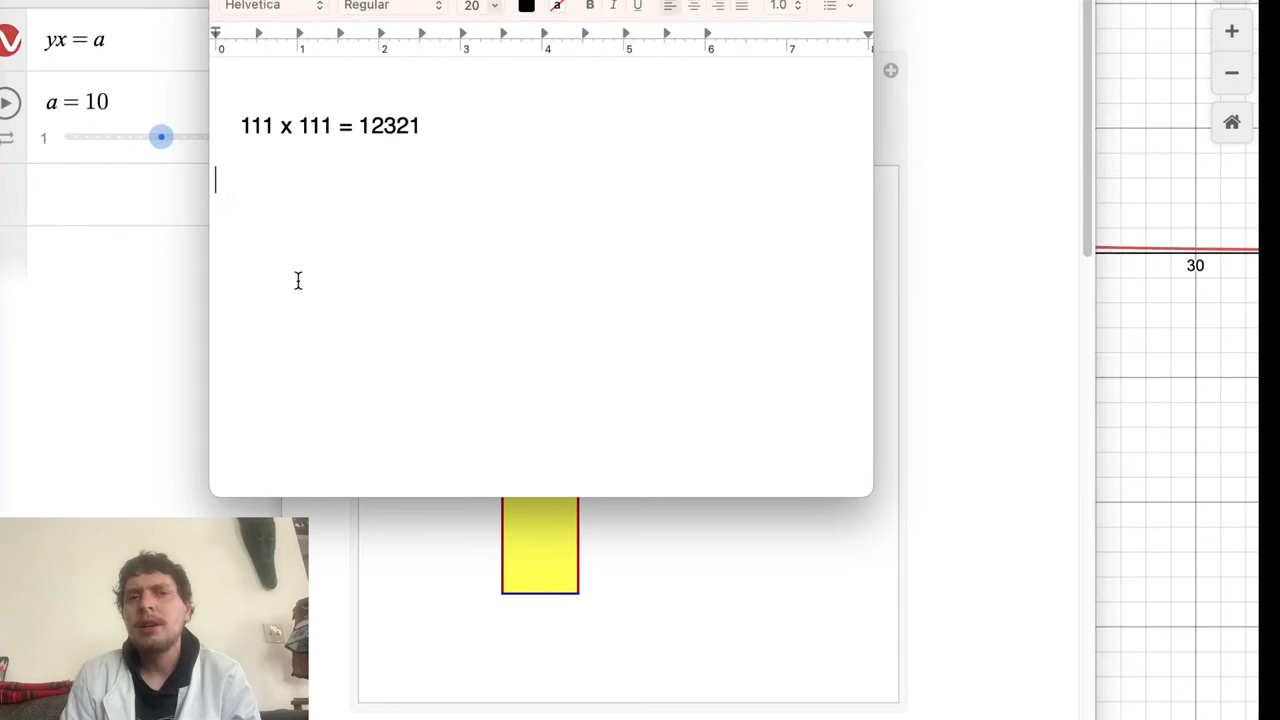 Helvetica Regular 20 a B I U 1.0
0 1 2 3 4 5 6 7 8
yx = a
a = 10
1
111 x 111 = 12321
+
−
30